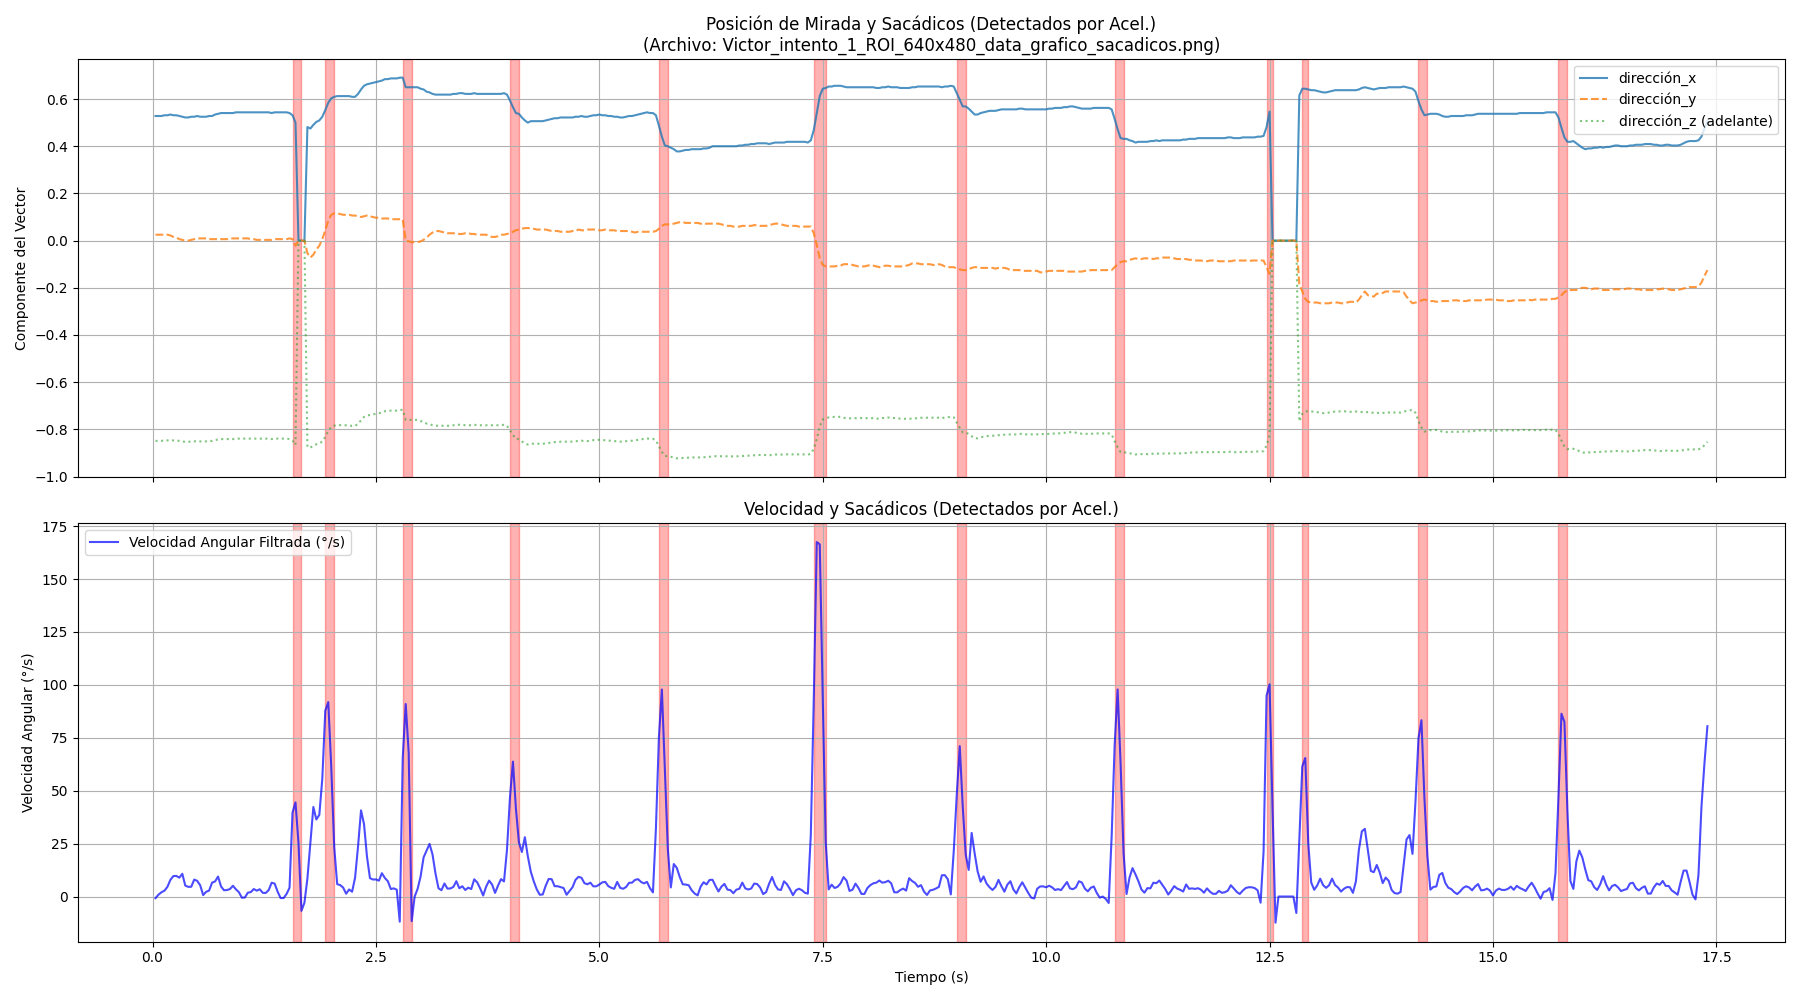 Posición de Mirada y Sacádicos (Detectados por Acel.)
(Archivo: Victor_intento_1_ROI_640x480_data_grafico_sacadicos.png)
Componente del Vector
0.6
0.4
0.2
0.0
−0.2
−0.4
−0.6
−0.8
−1.0
dirección_x
dirección_y
dirección_z (adelante)
Velocidad y Sacádicos (Detectados por Acel.)
Velocidad Angular (°/s)
175
150
125
100
75
50
25
0
Velocidad Angular Filtrada (°/s)
0.0 2.5 5.0 7.5 10.0 12.5 15.0 17.5
Tiempo (s)